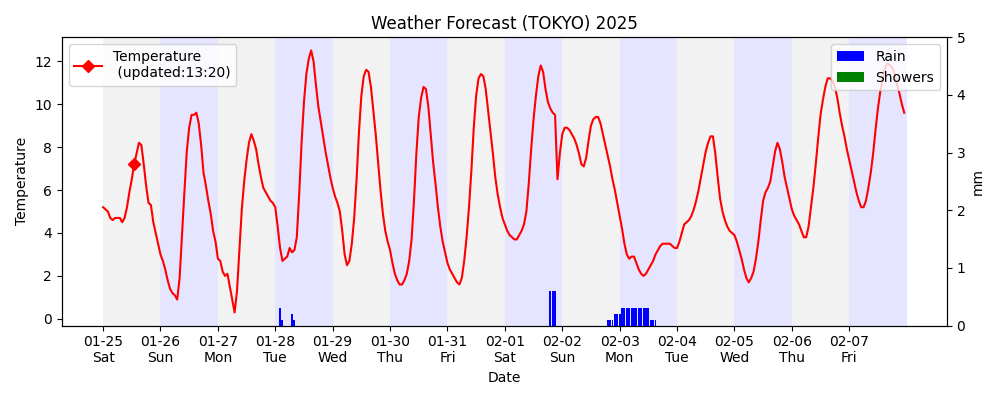 Weather Forecast (TOKYO) 2025
Temperature
(updated:13:20)
Rain
Showers
Temperature
12
10
8
6
4
2
0
5
4
3
2
1
0
mm
01-25 01-26 01-27 01-28 01-29 01-30 01-31 02-01 02-02 02-03 02-04 02-05 02-06 02-07
Sat Sun Mon Tue Wed Thu Fri Sat Sun Mon Tue Wed Thu Fri
Date